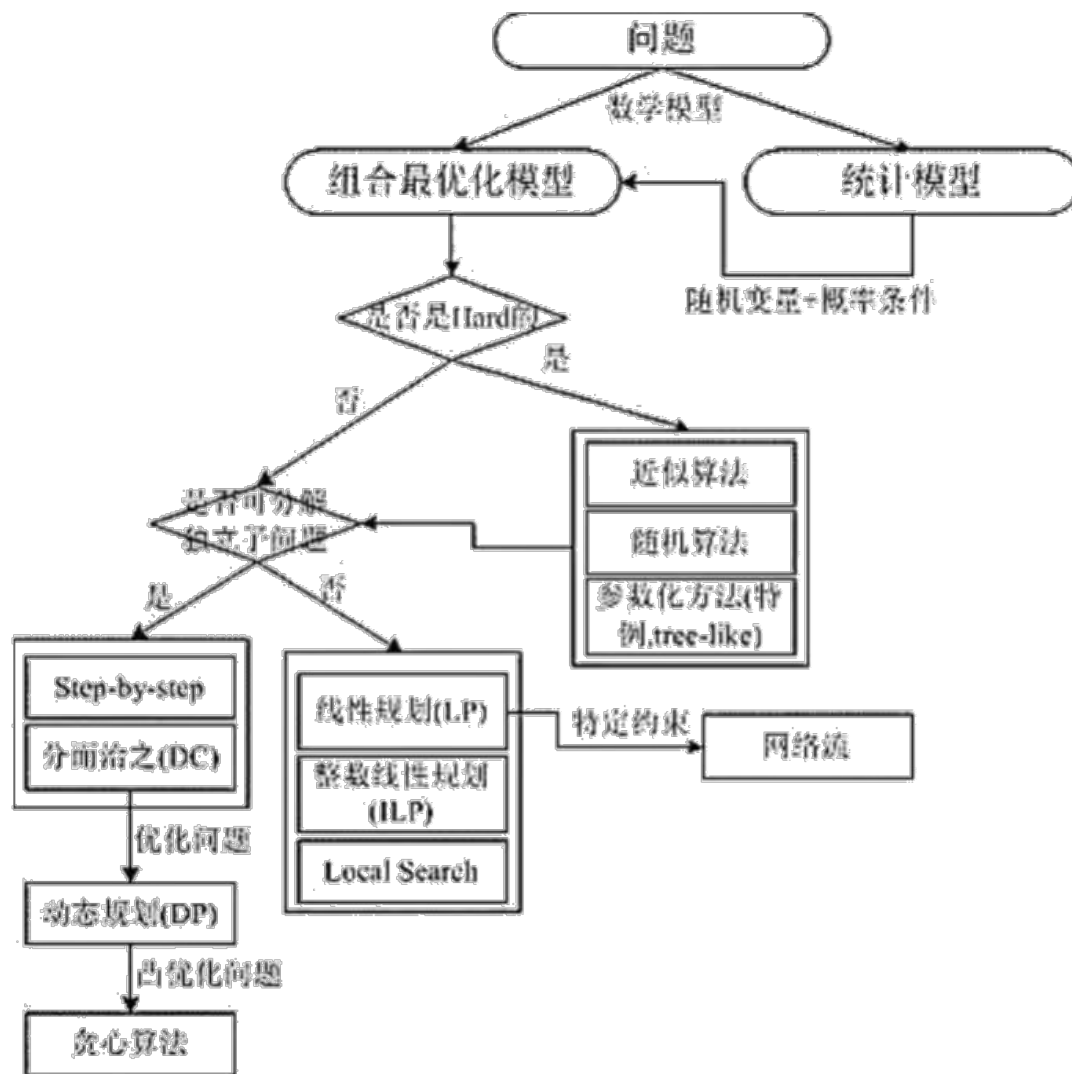 问题
数学模型
组合最优化模型
统计模型
随机变量+概率条件
是否是Hard的
是
否
近似算法
随机算法
参数化方法(特
例,tree-like)
是否可分解
独立子问题
是
否
Step-by-step
分而治之(DC)
线性规划(LP)
整数线性规划
(ILP)
Local Search
特定约束
网络流
优化问题
动态规划(DP)
凸优化问题
贪心算法